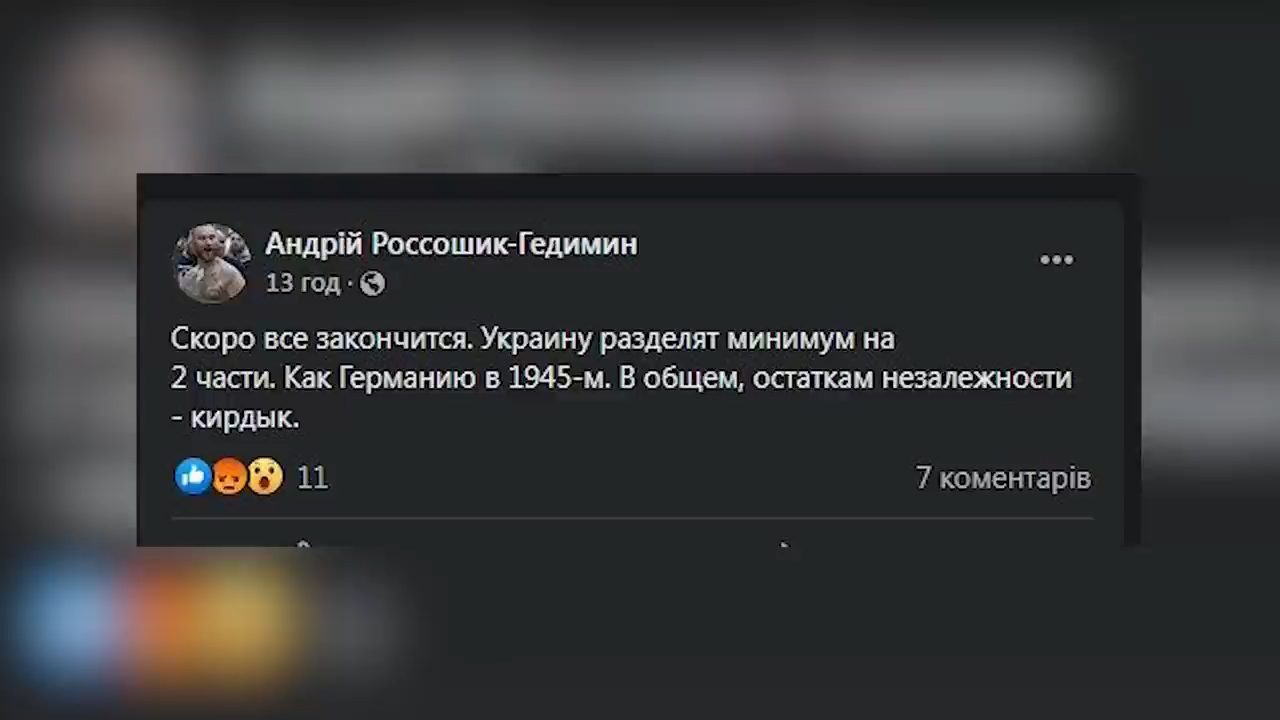 Андрій Россошик-Гедимин
13 год ·
Скоро все закончится. Украину разделят минимум на
2 части. Как Германию в 1945-м. В общем, остаткам незалежности
- кирдык.
11
7 коментарів